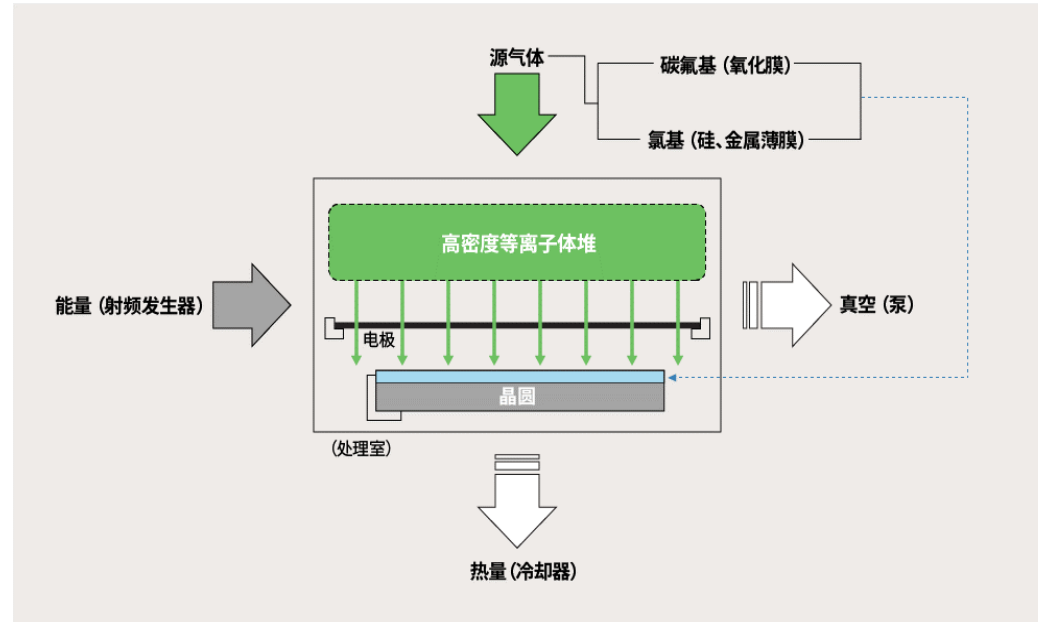 源气体
碳氟基（氧化膜）
氯基（硅、金属薄膜）
高密度等离子体堆
能量（射频发生器）
真空（泵）
电极
晶圆
（处理室）
热量（冷却器）